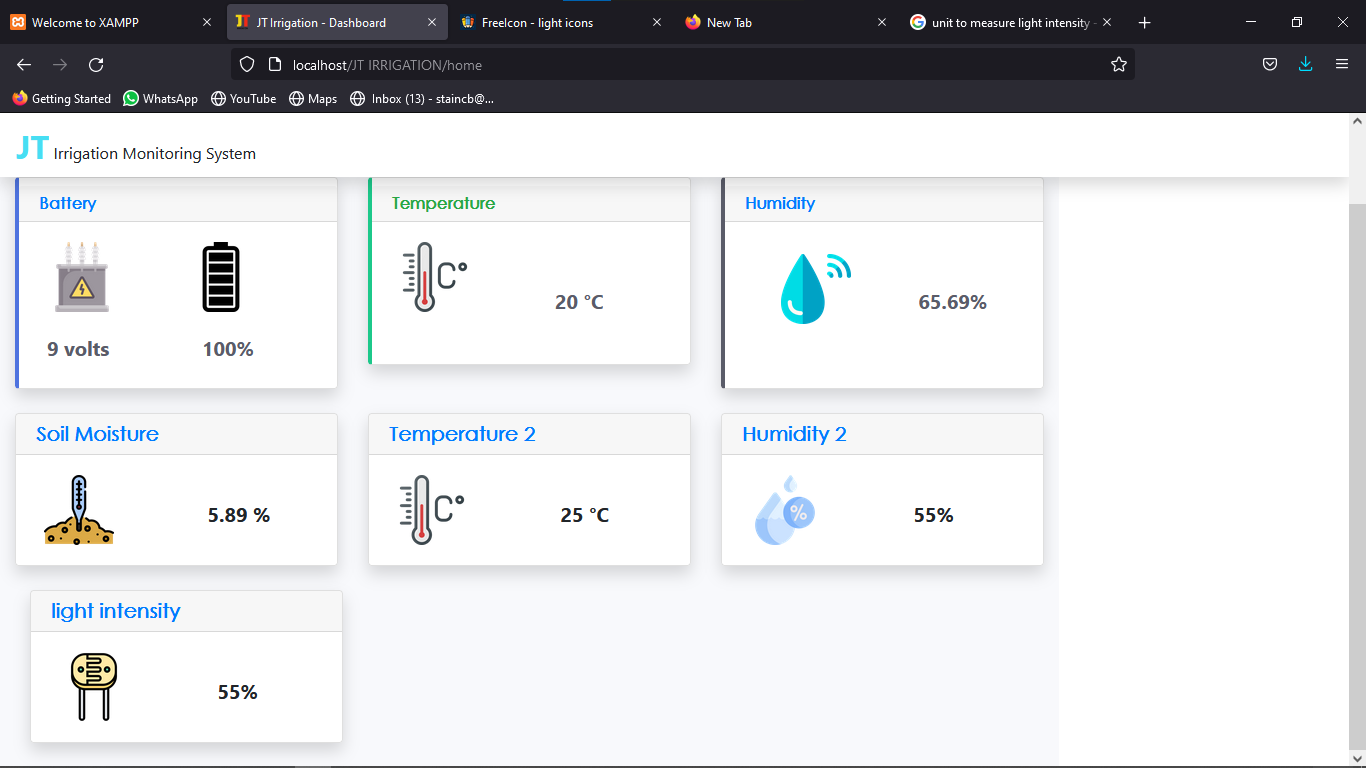 Welcome to XAMPP
JT Irrigation - Dashboard
FreeIcon - light icons
New Tab
unit to measure light intensity -
localhost/JT IRRIGATION/home
Getting Started
WhatsApp
YouTube
Maps
Inbox (13) - staincb@...
JT Irrigation Monitoring System
Battery
Temperature
Humidity
C°
20 °C
65.69%
9 volts
100%
Soil Moisture
Temperature 2
Humidity 2
C°
%
5.89 %
25 °C
55%
light intensity
55%